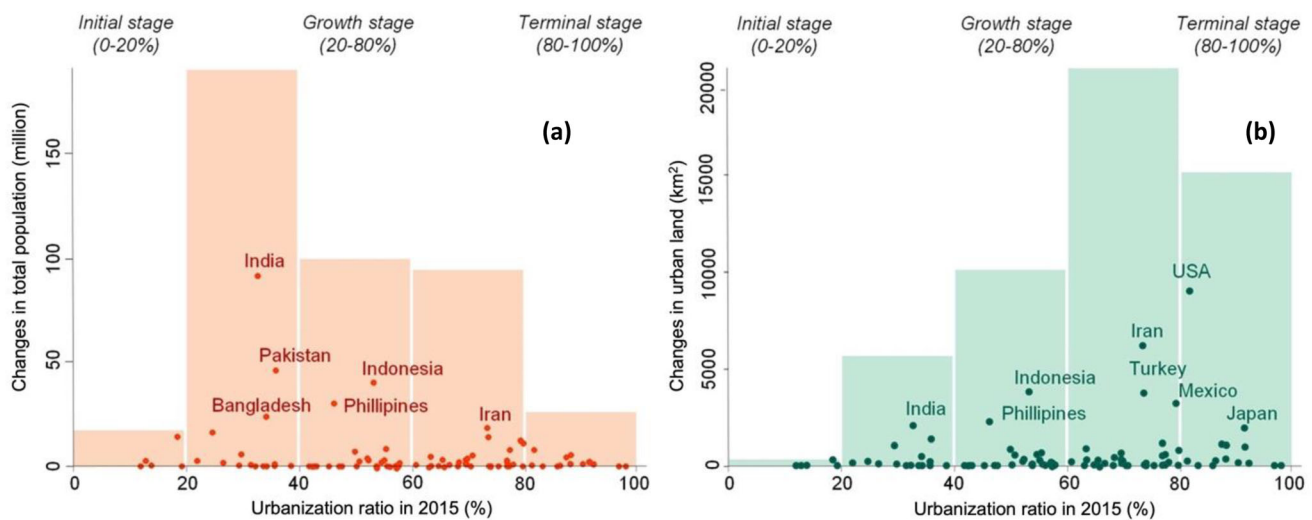 Initial stage
(0-20%)
Growth stage
(20-80%)
Terminal stage
(80-100%)
(a)
Changes in total population (million)
150
100
50
0
India
Pakistan
Indonesia
Bangladesh
Phillipines
Iran
0 20 40 60 80 100
Urbanization ratio in 2015 (%)
Initial stage
(0-20%)
Growth stage
(20-80%)
Terminal stage
(80-100%)
(b)
Changes in urban land (km²)
20000
15000
10000
5000
0
USA
Iran
Turkey
Indonesia
Mexico
India
Phillipines
Japan
0 20 40 60 80 100
Urbanization ratio in 2015 (%)